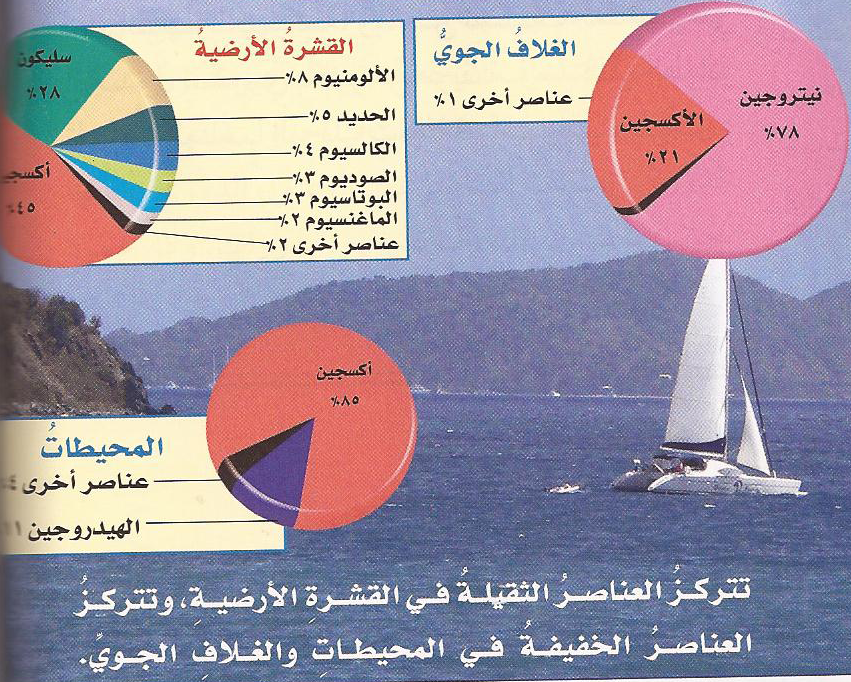 الغلافُ الجويُّ
نيتروجين
٧٨٪
الأكسجين
٢١٪
عناصر أخرى ١٪
القشرةُ الأرضيةُ
سليكون
٢٨٪
الألومنيوم ٨٪
الحديد ٥٪
الكالسيوم ٤٪
الصوديوم ٣٪
البوتاسيوم ٣٪
الماغنسيوم ٢٪
عناصر أخرى ٢٪
٤٥٪
أكسجين
٨٥٪
المحيطاتُ
عناصر أخرى
الهيدروجين
تتركزُ العناصرُ الثقيلةُ في القشرةِ الأرضيةِ، وتتركزُ
العناصرُ الخفيفةُ في المحيطاتِ والغلافِ الجويِّ.